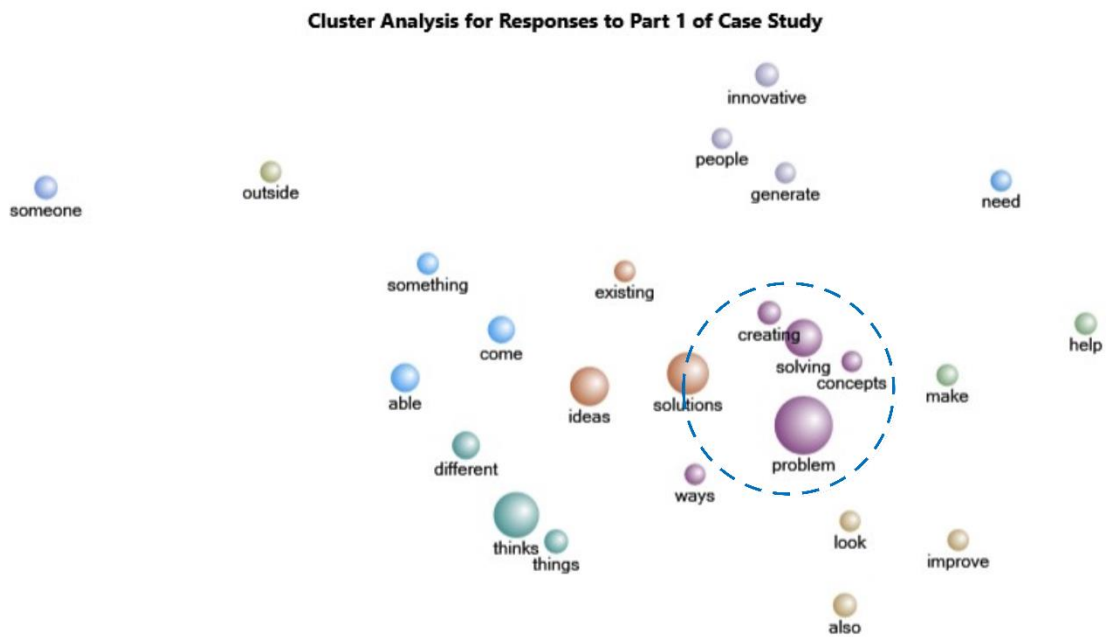 Cluster Analysis for Responses to Part 1 of Case Study
innovative
people
generate
outside
someone
need
something
existing
creating
help
come
solving
concepts
able
ideas
solutions
make
different
problem
ways
thinks
things
look
improve
also